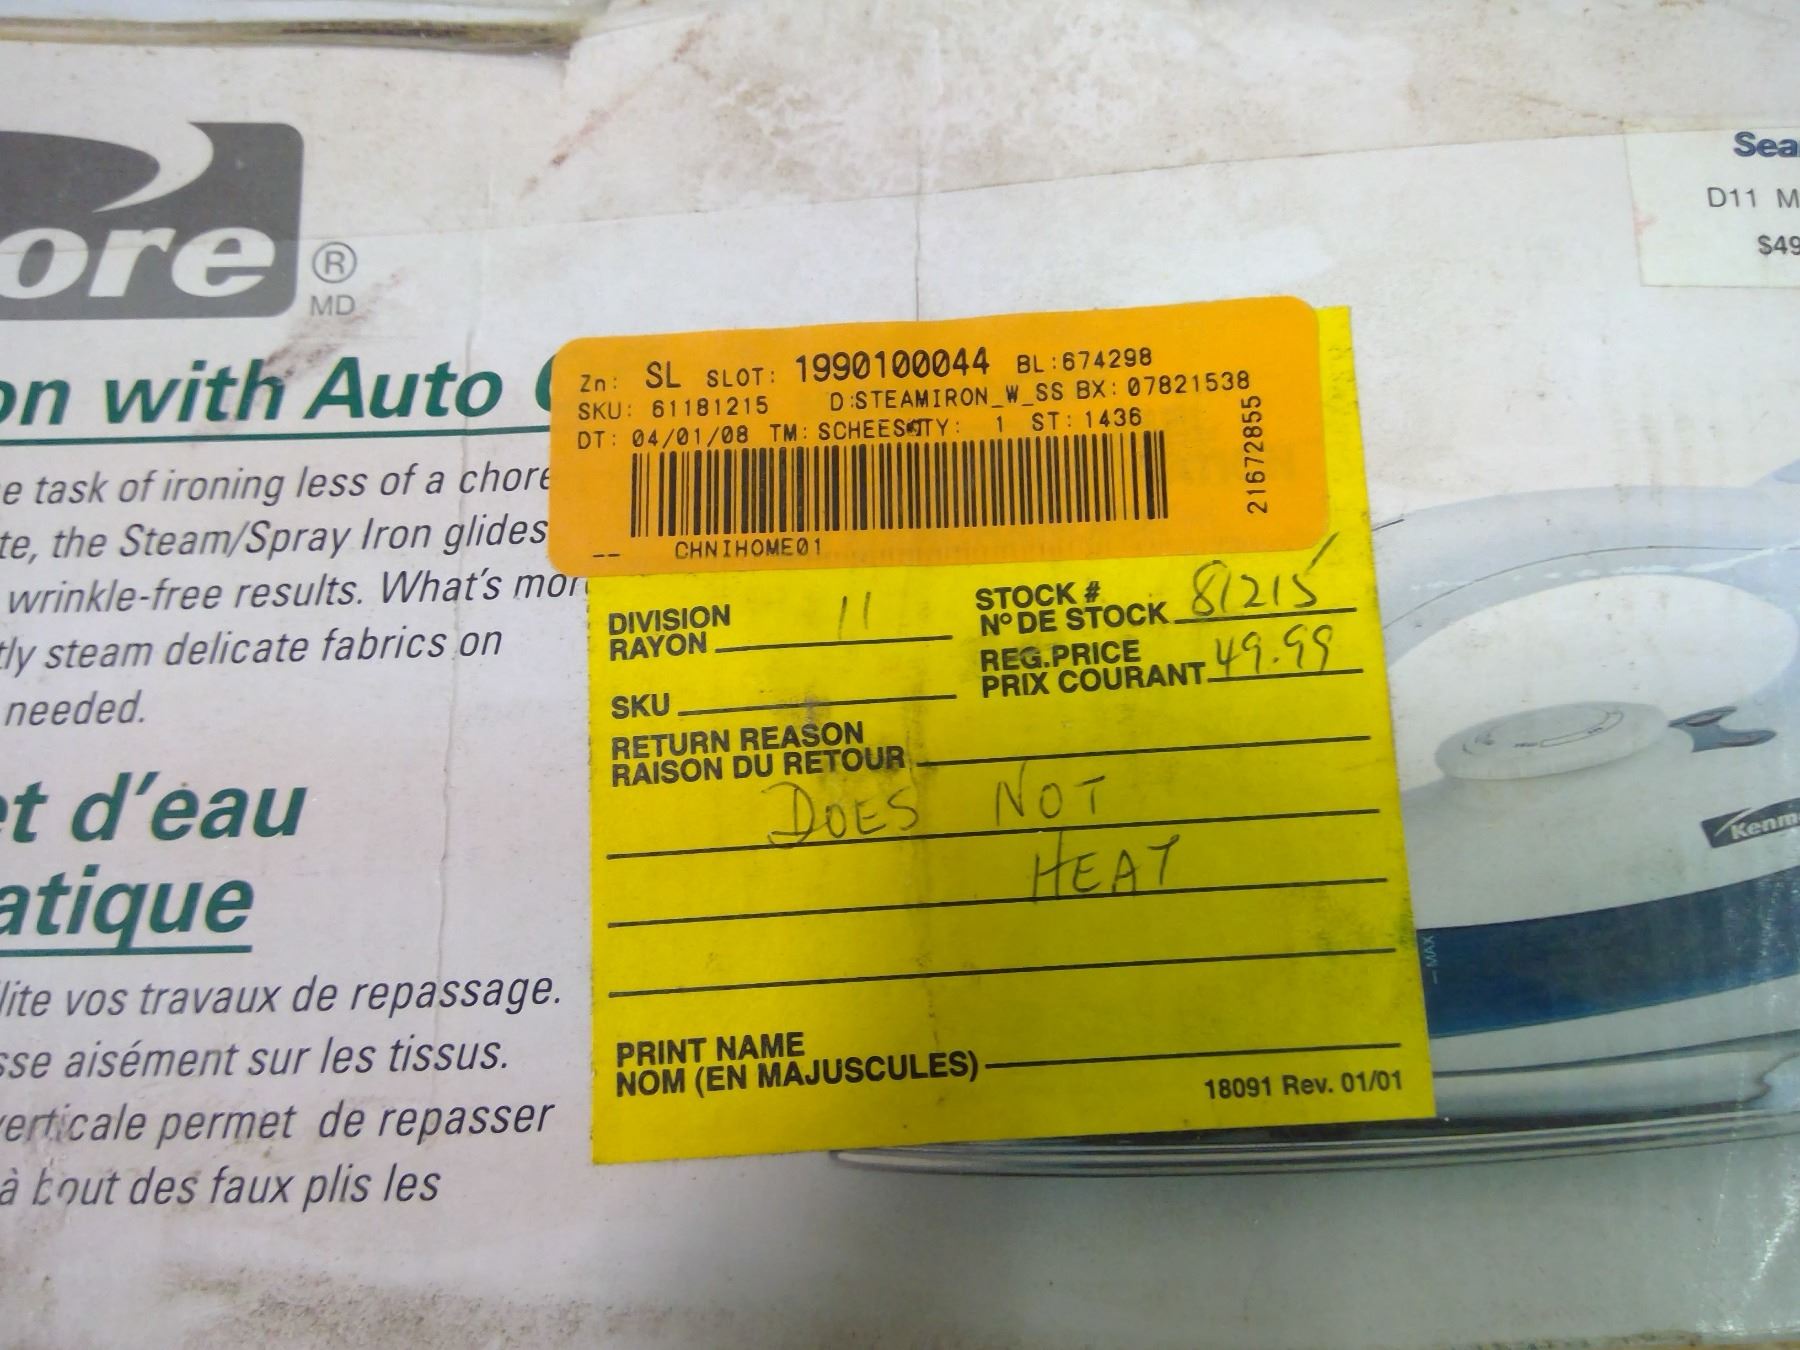 ore ®
MD
on with Auto
e task of ironing less of a chore
te, the Steam/Spray Iron glides
wrinkle-free results. What's mor
tly steam delicate fabrics on
needed.
et d'eau
atique
lite vos travaux de repassage.
sse aisément sur les tissus.
verticale permet de repasser
à bout des faux plis les
Zn: SL SLOT: 1990100044 BL:674298
SKU: 61181215 D:STEAMIRON_W_SS BX: 07821538
DT: 04/01/08 TM: SCHEES QTY: 1 ST: 1436
216722855
-- CHNIHOME01
DIVISION
RAYON 11
STOCK #
N° DE STOCK 81215
SKU
REG.PRICE
PRIX COURANT 49.99
RETURN REASON
RAISON DU RETOUR
DOES NOT
HEAT
PRINT NAME
NOM (EN MAJUSCULES)
18091 Rev. 01/01
Sea
D11 M
$49
Kenm
MAX